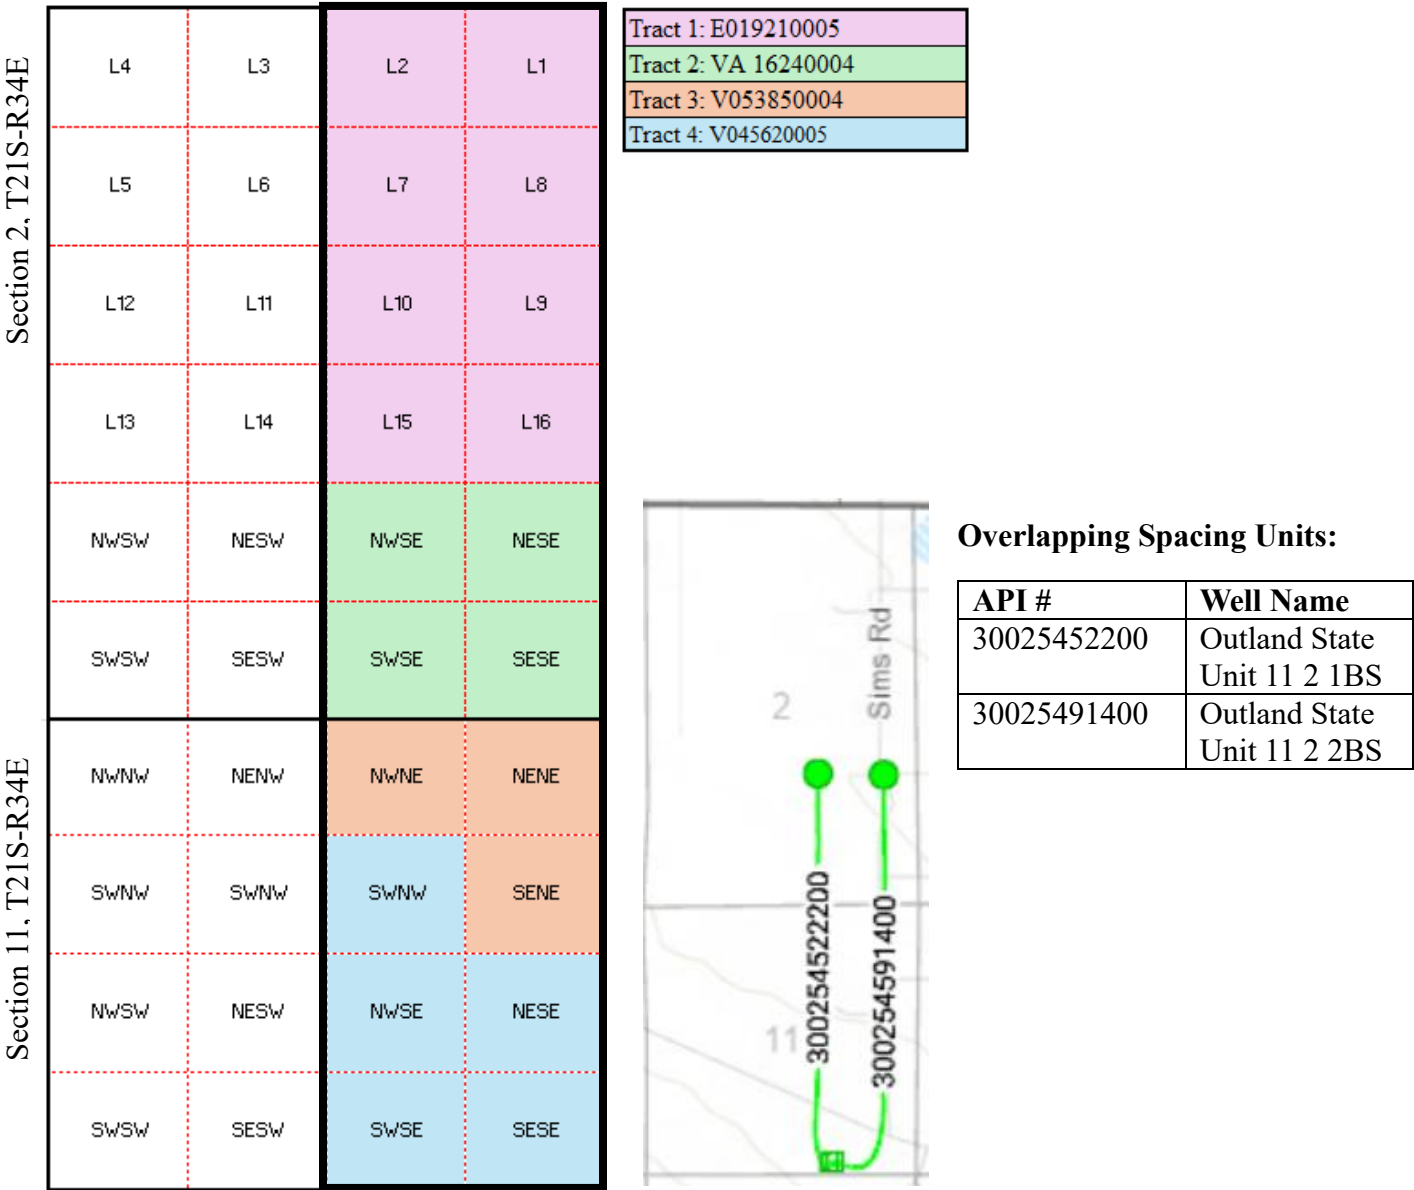 Section 2, T21S-R34E
L4 L3 L2 L1
L5 L6 L7 L8
L12 L11 L10 L9
L13 L14 L15 L16
NWSW NESW NWSE NESE
SWSW SESW SWSE SESE
Section 11, T21S-R34E
NWNW NENW NWNE NENE
SWNW SWNW SWNW SENE
NWSW NESW NWSE NESE
SWSW SESW SWSE SESE
Tract 1: E019210005
Tract 2: VA 16240004
Tract 3: V053850004
Tract 4: V045620005
Sims Rd
2
30025452200
30025459140​0
11
Overlapping Spacing Units:
API # Well Name
30025452200 Outland State
Unit 11 2 1BS
30025491400 Outland State
Unit 11 2 2BS